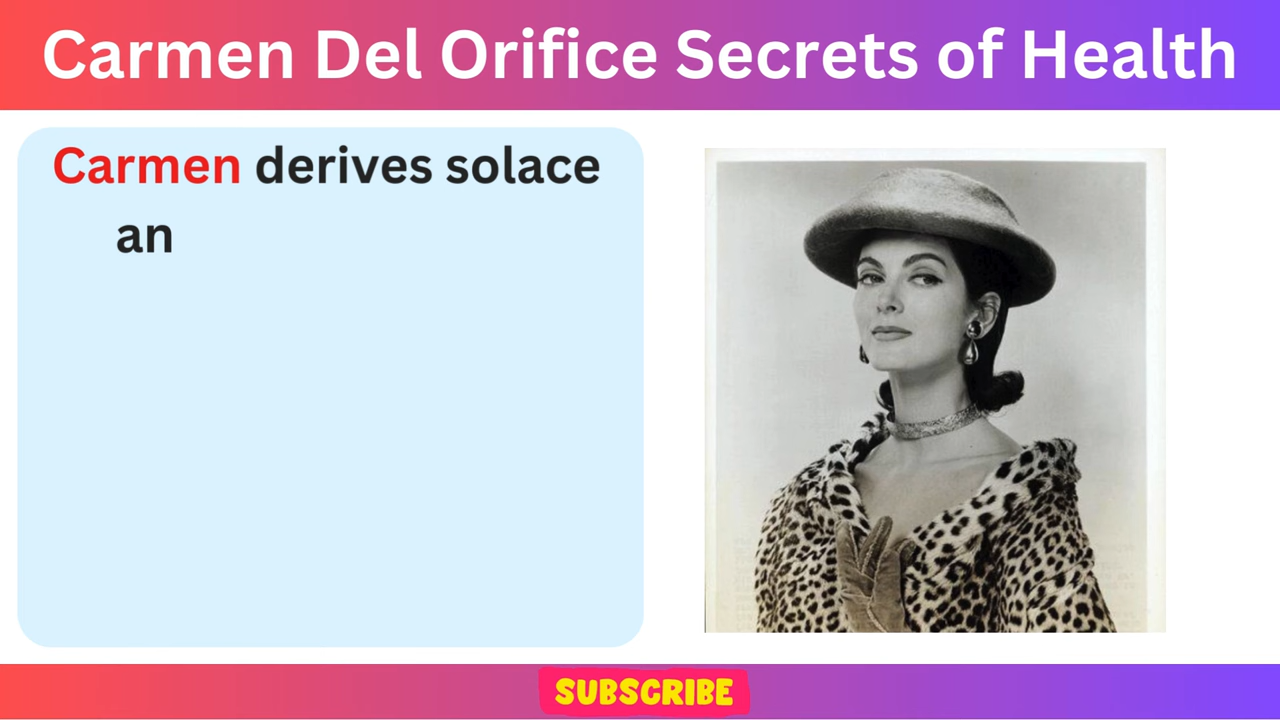 Carmen Del Orifice Secrets of Health
Carmen derives solace
an
SUBSCRIBE